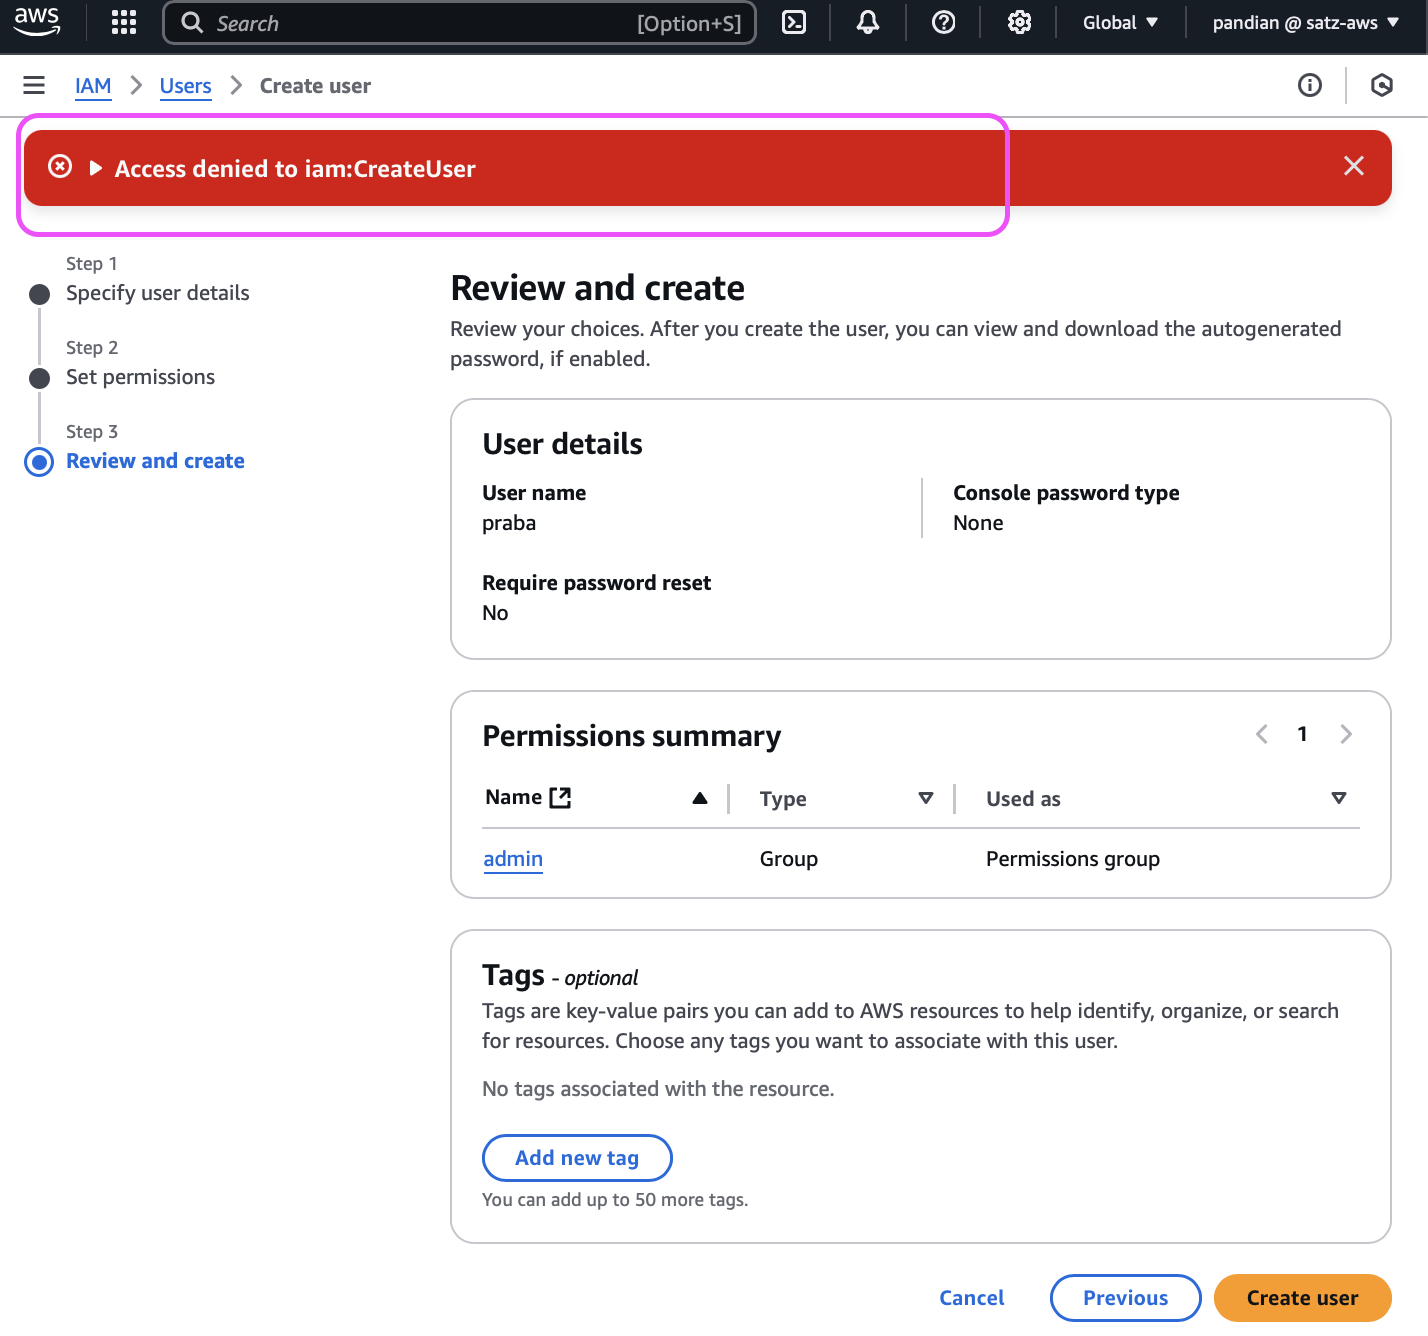 aws
Search [Option+S]
Global
pandian @ satz-aws
IAM
Users
Create user
Access denied to iam:CreateUser
Step 1
Specify user details
Step 2
Set permissions
Step 3
Review and create
Review and create
Review your choices. After you create the user, you can view and download the autogenerated
password, if enabled.
User details
User name
praba
Console password type
None
Require password reset
No
Permissions summary
1
Name
Type
Used as
admin
Group
Permissions group
Tags - optional
Tags are key-value pairs you can add to AWS resources to help identify, organize, or search
for resources. Choose any tags you want to associate with this user.
No tags associated with the resource.
Add new tag
You can add up to 50 more tags.
Cancel
Previous
Create user